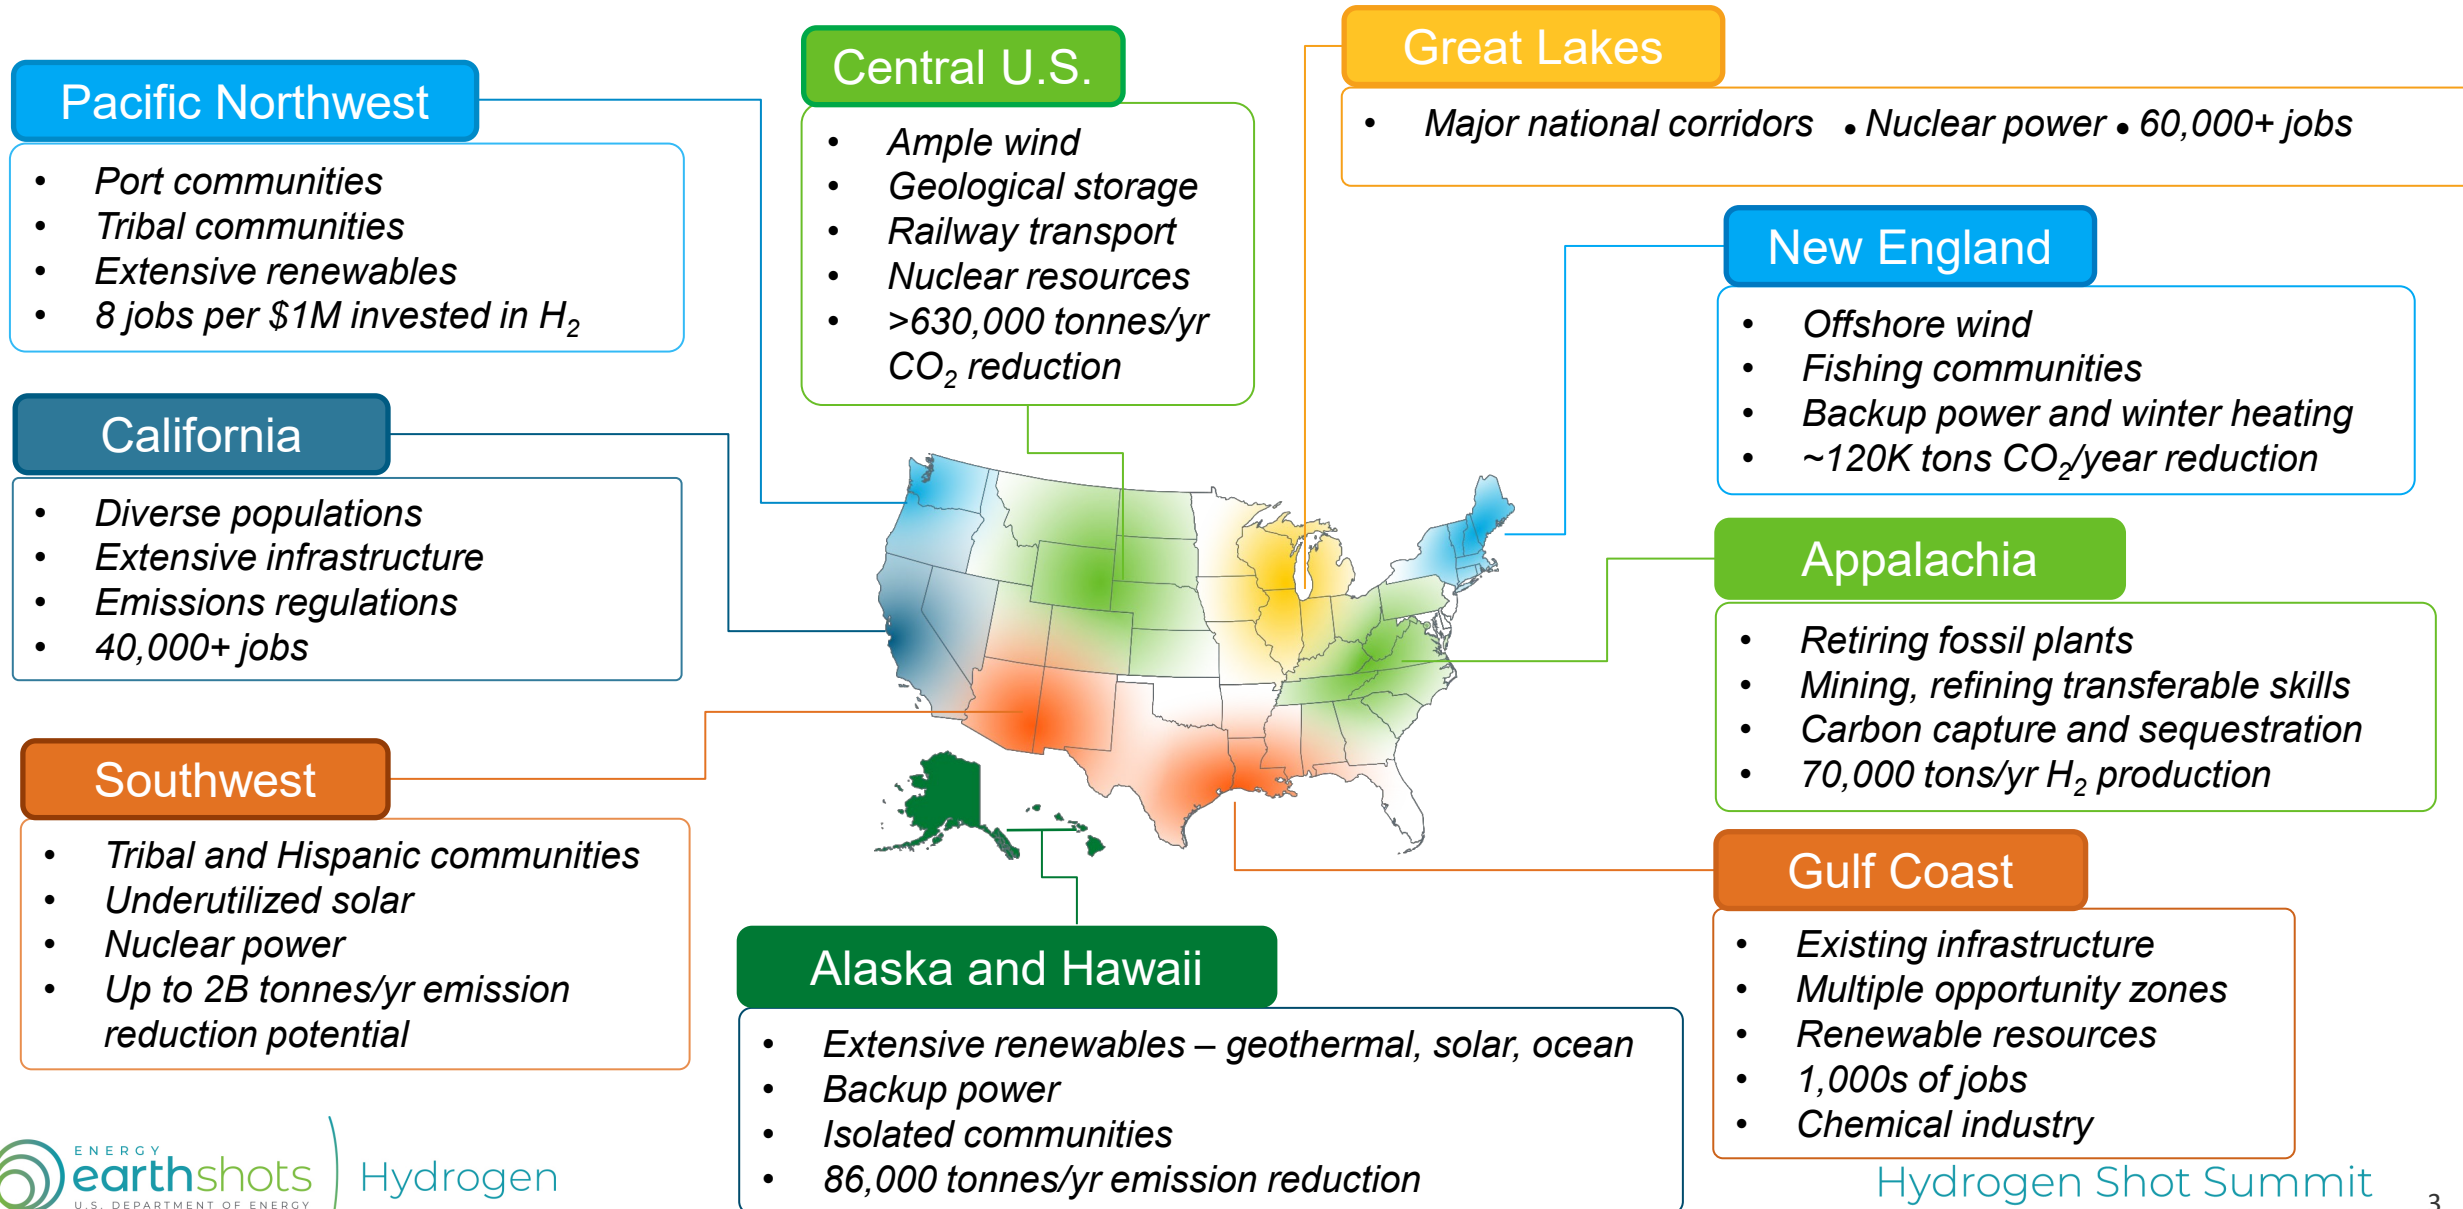 Pacific Northwest
• Port communities
• Tribal communities
• Extensive renewables
• 8 jobs per $1M invested in H₂
California
• Diverse populations
• Extensive infrastructure
• Emissions regulations
• 40,000+ jobs
Southwest
• Tribal and Hispanic communities
• Underutilized solar
• Nuclear power
• Up to 2B tonnes/yr emission
reduction potential
Central U.S.
• Ample wind
• Geological storage
• Railway transport
• Nuclear resources
• >630,000 tonnes/yr
CO₂ reduction
Great Lakes
• Major national corridors • Nuclear power • 60,000+ jobs
New England
• Offshore wind
• Fishing communities
• Backup power and winter heating
• ~120K tons CO₂/year reduction
Appalachia
• Retiring fossil plants
• Mining, refining transferable skills
• Carbon capture and sequestration
• 70,000 tons/yr H₂ production
Gulf Coast
• Existing infrastructure
• Multiple opportunity zones
• Renewable resources
• 1,000s of jobs
• Chemical industry
Alaska and Hawaii
• Extensive renewables – geothermal, solar, ocean
• Backup power
• Isolated communities
• 86,000 tonnes/yr emission reduction
ENERGY
earthshots
U.S. DEPARTMENT OF ENERGY
Hydrogen
Hydrogen Shot Summit
3